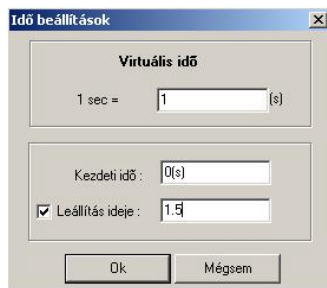 Idő beállítások
Virtuális idő
1 sec = 1 (s)
Kezdeti idő : 0(s)
Leállítás ideje : 1.5
Ok Mégsem